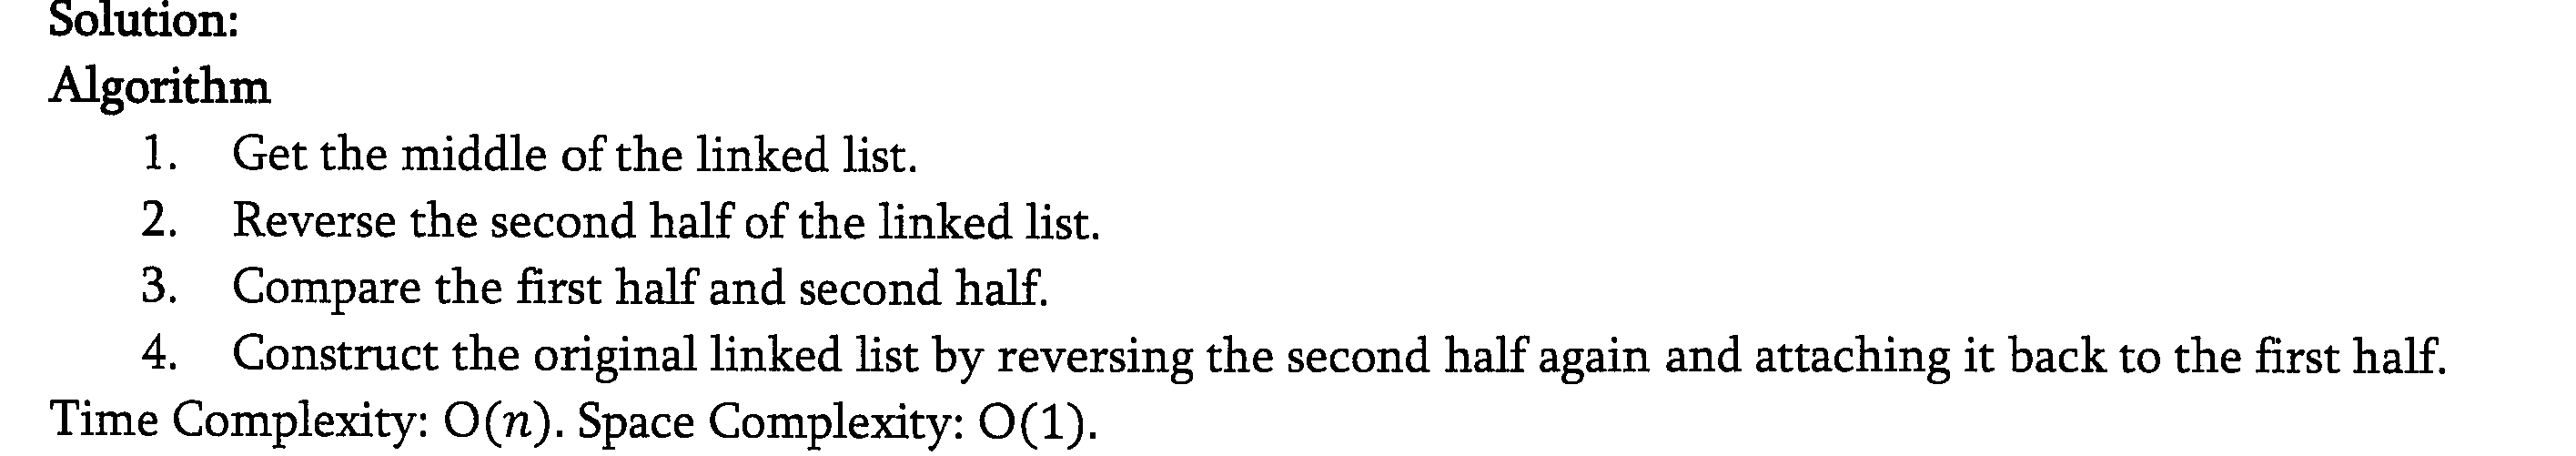 Solution:
Algorithm
1. Get the middle of the linked list.
2. Reverse the second half of the linked list.
3. Compare the first half and second half.
4. Construct the original linked list by reversing the second half again and attaching it back to the first half.
Time Complexity: O(n). Space Complexity: O(1).